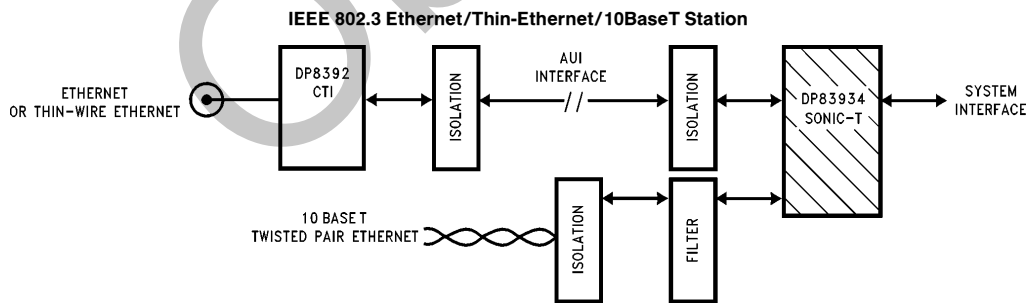 IEEE 802.3 Ethernet/Thin-Ethernet/10BaseT Station
ETHERNET
OR THIN-WIRE ETHERNET
DP8392
CTI
ISOLATION
AUI
INTERFACE
ISOLATION
DP83934
SONIC-T
SYSTEM
INTERFACE
10 BASE T
TWISTED PAIR ETHERNET
ISOLATION
FILTER